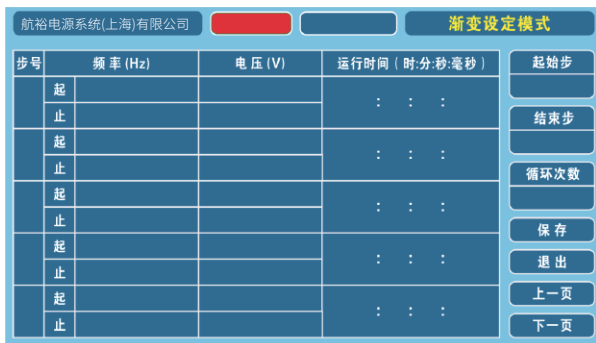 航裕电源系统(上海)有限公司
渐变设定模式
步号 频率(Hz) 电压(V) 运行时间(时:分:秒:毫秒) 起始步
起
: : :
止
结束步
起
: : :
止
循环次数
起
: : :
止
保存
起
: : :
止
退出
起
: : :
止
上一页
下一页